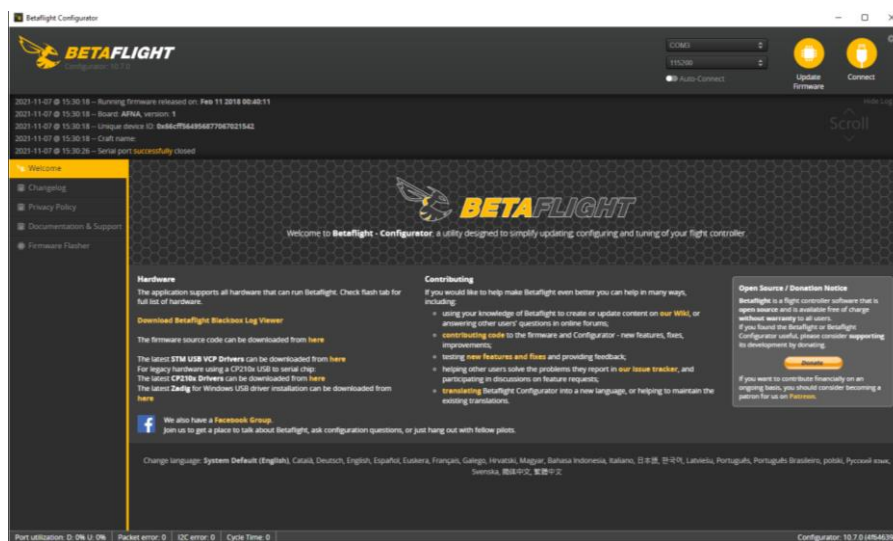 Betaflight Configurator
BETAFLIGHT
Configurator 10.7.0
COM3
115200
Auto-Connect
Update
Firmware
Connect
Hide Log
Scroll
2021-11-07 @ 15:30:18 -- Running firmware released on: Feb 11 2018 00:40:11
2021-11-07 @ 15:30:18 -- Board: AFNA, version: 1
2021-11-07 @ 15:30:18 -- Unique device ID: 0x66cff564956877067021542
2021-11-07 @ 15:30:18 -- Craft name:
2021-11-07 @ 15:30:26 -- Serial port successfully closed
Welcome
Changelog
Privacy Policy
Documentation & Support
Firmware Flasher
BETAFLIGHT
Welcome to Betaflight - Configurator, a utility designed to simplify updating, configuring and tuning of your flight controller.
Hardware
The application supports all hardware that can run Betaflight. Check flash tab for
full list of hardware.
Download Betaflight Blackbox Log Viewer
The firmware source code can be downloaded from here
The latest STM USB VCP Drivers can be downloaded from here
For legacy hardware using a CP210x USB to serial chip:
The latest CP210x Drivers can be downloaded from here
The latest Zadig for Windows USB driver installation can be downloaded from
here
Contributing
If you would like to help make Betaflight even better you can help in many ways,
including:
using your knowledge of Betaflight to create or update content on our Wiki, or
answering other users' questions in online forums;
contributing code to the firmware and Configurator - new features, fixes,
improvements;
testing new features and fixes and providing feedback;
helping other users solve the problems they report in our issue tracker, and
participating in discussions on feature requests;
translating Betaflight Configurator into a new language, or helping to maintain the
existing translations.
Open Source / Donation Notice
Betaflight is a flight controller software that is
open source and is available free of charge
without warranty to all users.
If you found the Betaflight or Betaflight
Configurator useful, please consider supporting
its development by donating.
Donate
If you want to contribute financially on an
ongoing basis, you should consider becoming a
patron for us on Patreon.
We also have a Facebook Group.
Join us to get a place to talk about Betaflight, ask configuration questions, or just hang out with fellow pilots.
Change language: System Default (English), Català, Deutsch, English, Español, Euskera, Français, Galego, Hrvatski, Magyar, Bahasa Indonesia, Italiano, 日本語, 한국어, Latviešu, Português, Português Brasileiro, polski, Русский язык,
Svenska, 简体中文, 繁體中文
Port utilization: D: 0% U: 0%
Packet error: 0
I2C error: 0
Cycle Time: 0
Configurator: 10.7.0